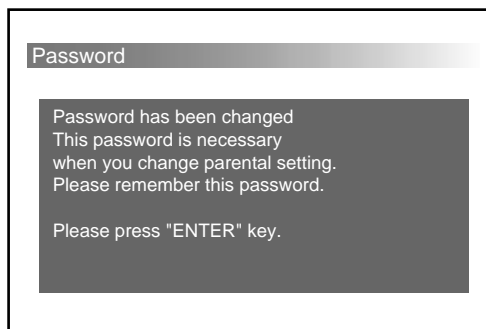 Password
Password has been changed
This password is necessary
when you change parental setting.
Please remember this password.
Please press "ENTER" key.